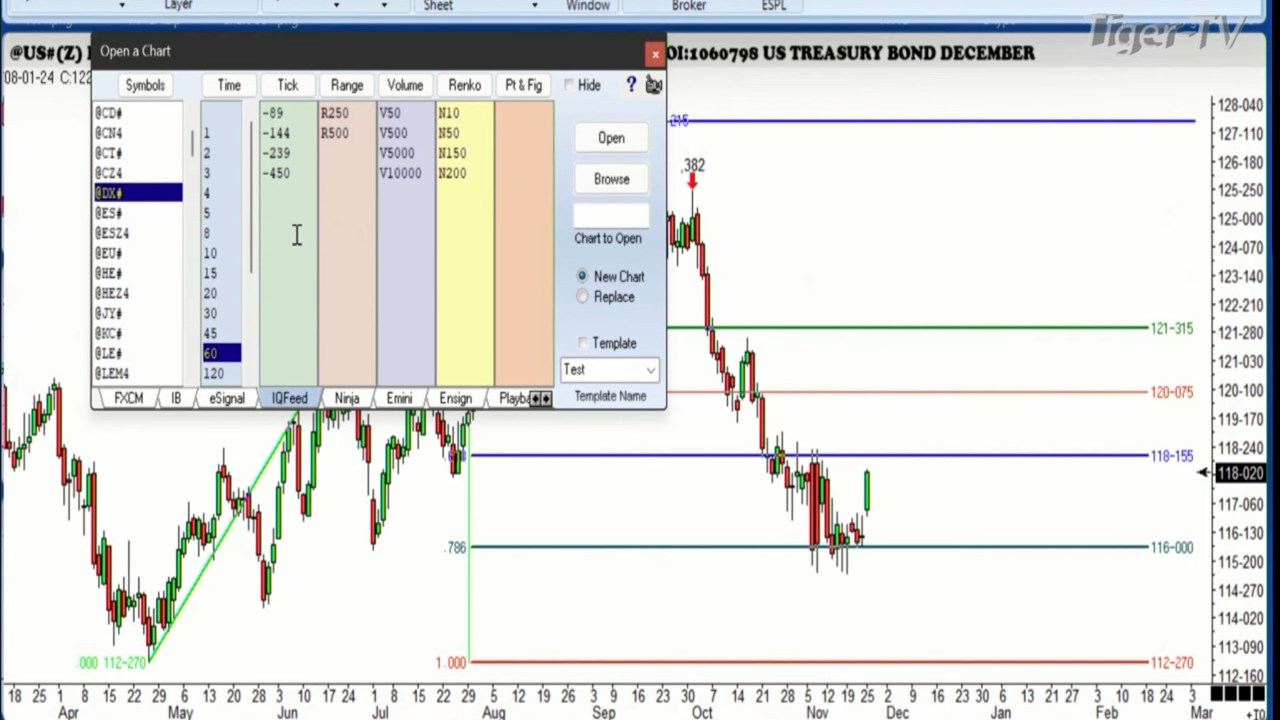 Layer
Sheet
Window
Broker
ESPL
Tiger-TV
@US#(Z)
OI:1060798 US TREASURY BOND DECEMBER
08-01-24 C:122
Open a Chart
x
Symbols Time Tick Range Volume Renko Pt & Fig Hide ?
@CD# -89 R250 V50 N10
@CN4 1 -144 R500 V500 N50
@CT# 2 -239 V5000 N150
@CZ4 3 -450 V10000 N200
@DX# 4
@ES# 5
@ESZ4 8
@EU# 10
@HE# 15
@HEZ4 20
@JY# 30
@KC# 45
@LE# 60
@LEM4 120
Open
Browse
Chart to Open
New Chart
Replace
Template
Test
Template Name
FXCM IB eSignal IQFeed Ninja Emini Ensign Playba
.382
121-315
120-075
118-155
.786 116-000
.000 112-270 1.000 112-270
128-040
127-110
126-180
125-250
125-000
124-070
123-140
122-210
121-280
121-030
120-100
119-170
118-240
118-020
117-060
116-130
115-200
114-270
114-020
113-090
112-160
18 25 1 8 15 22 29 6 13 20 28 3 10 17 24 1 8 15 22 29 5 12 19 26 3 9 16 23 30 7 14 21 28 5 12 19 25 2 9 16 23 30 6 13 21 27 3 10 18 24 3
Apr May Jun Jul Aug Sep Oct Nov Dec Jan Feb Mar